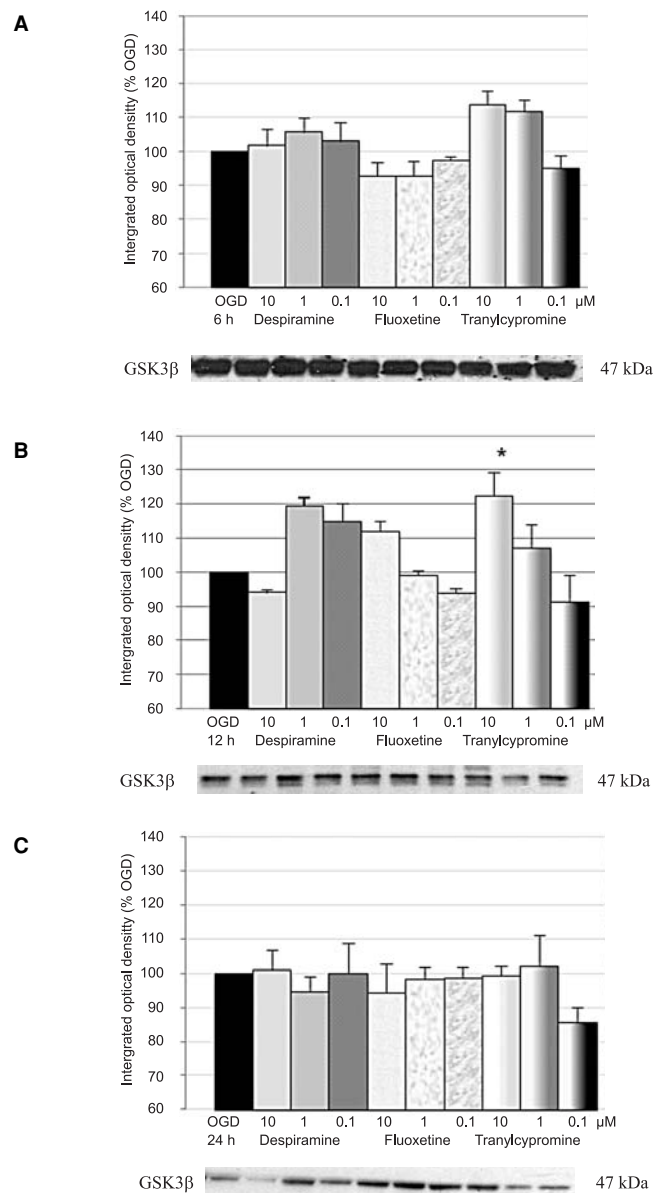 A
Intergrated optical densitty (% OGD)
140
130
120
110
100
90
80
70
60
OGD 10 1 0.1 10 1 0.1 10 1 0.1 µM
6 h Despiramine Fluoxetine Tranylcypromine
GSK3β 47 kDa
B
Intergrated optical densitty (% OGD)
140
130
120
110
100
90
80
70
60
*
OGD 10 1 0.1 10 1 0.1 10 1 0.1 µM
12 h Despiramine Fluoxetine Tranylcypromine
GSK3β 47 kDa
C
Intergrated optical densitty (% OGD)
140
130
120
110
100
90
80
70
60
OGD 10 1 0.1 10 1 0.1 10 1 0.1 µM
24 h Despiramine Fluoxetine Tranylcypromine
GSK3β 47 kDa